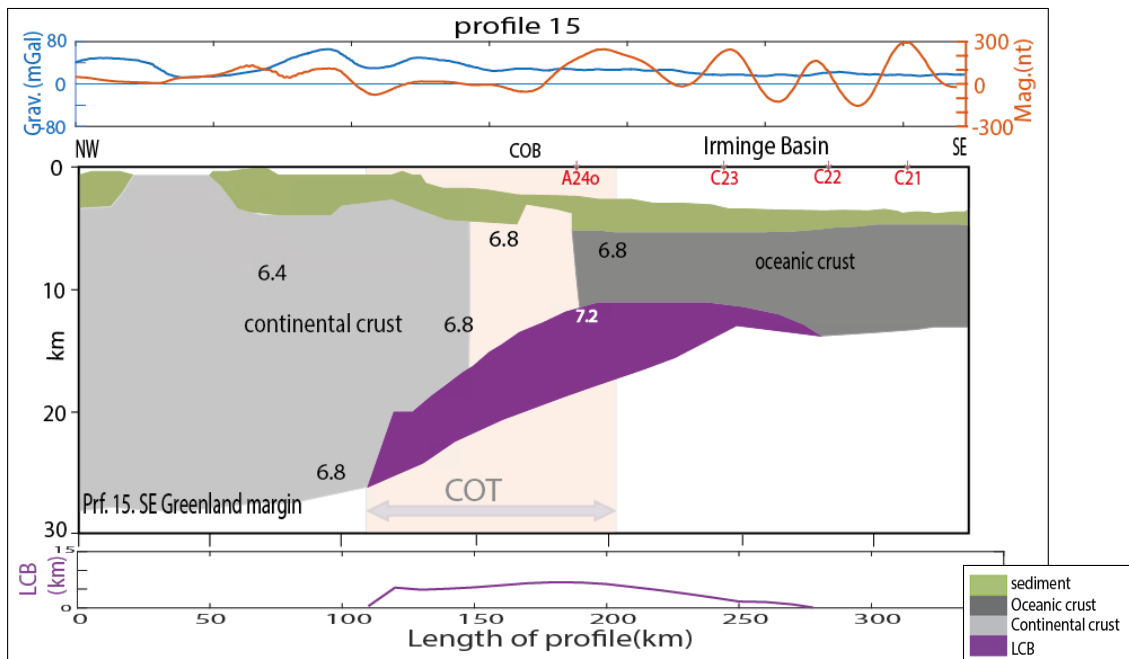 profile 15
80
0
-80
Grav. (mGal)
300
0
-300
Mag.(nt)
NW
COB
Irminge Basin
SE
A24o
C23
C22
C21
0
10
20
30
km
6.8
6.8
6.4
oceanic crust
continental crust
6.8
7.2
6.8
COT
Prf. 15. SE Greenland margin
15
0
LCB
(km)
0
50
100
150
200
250
300
Length of profile(km)
sediment
Oceanic crust
Continental crust
LCB